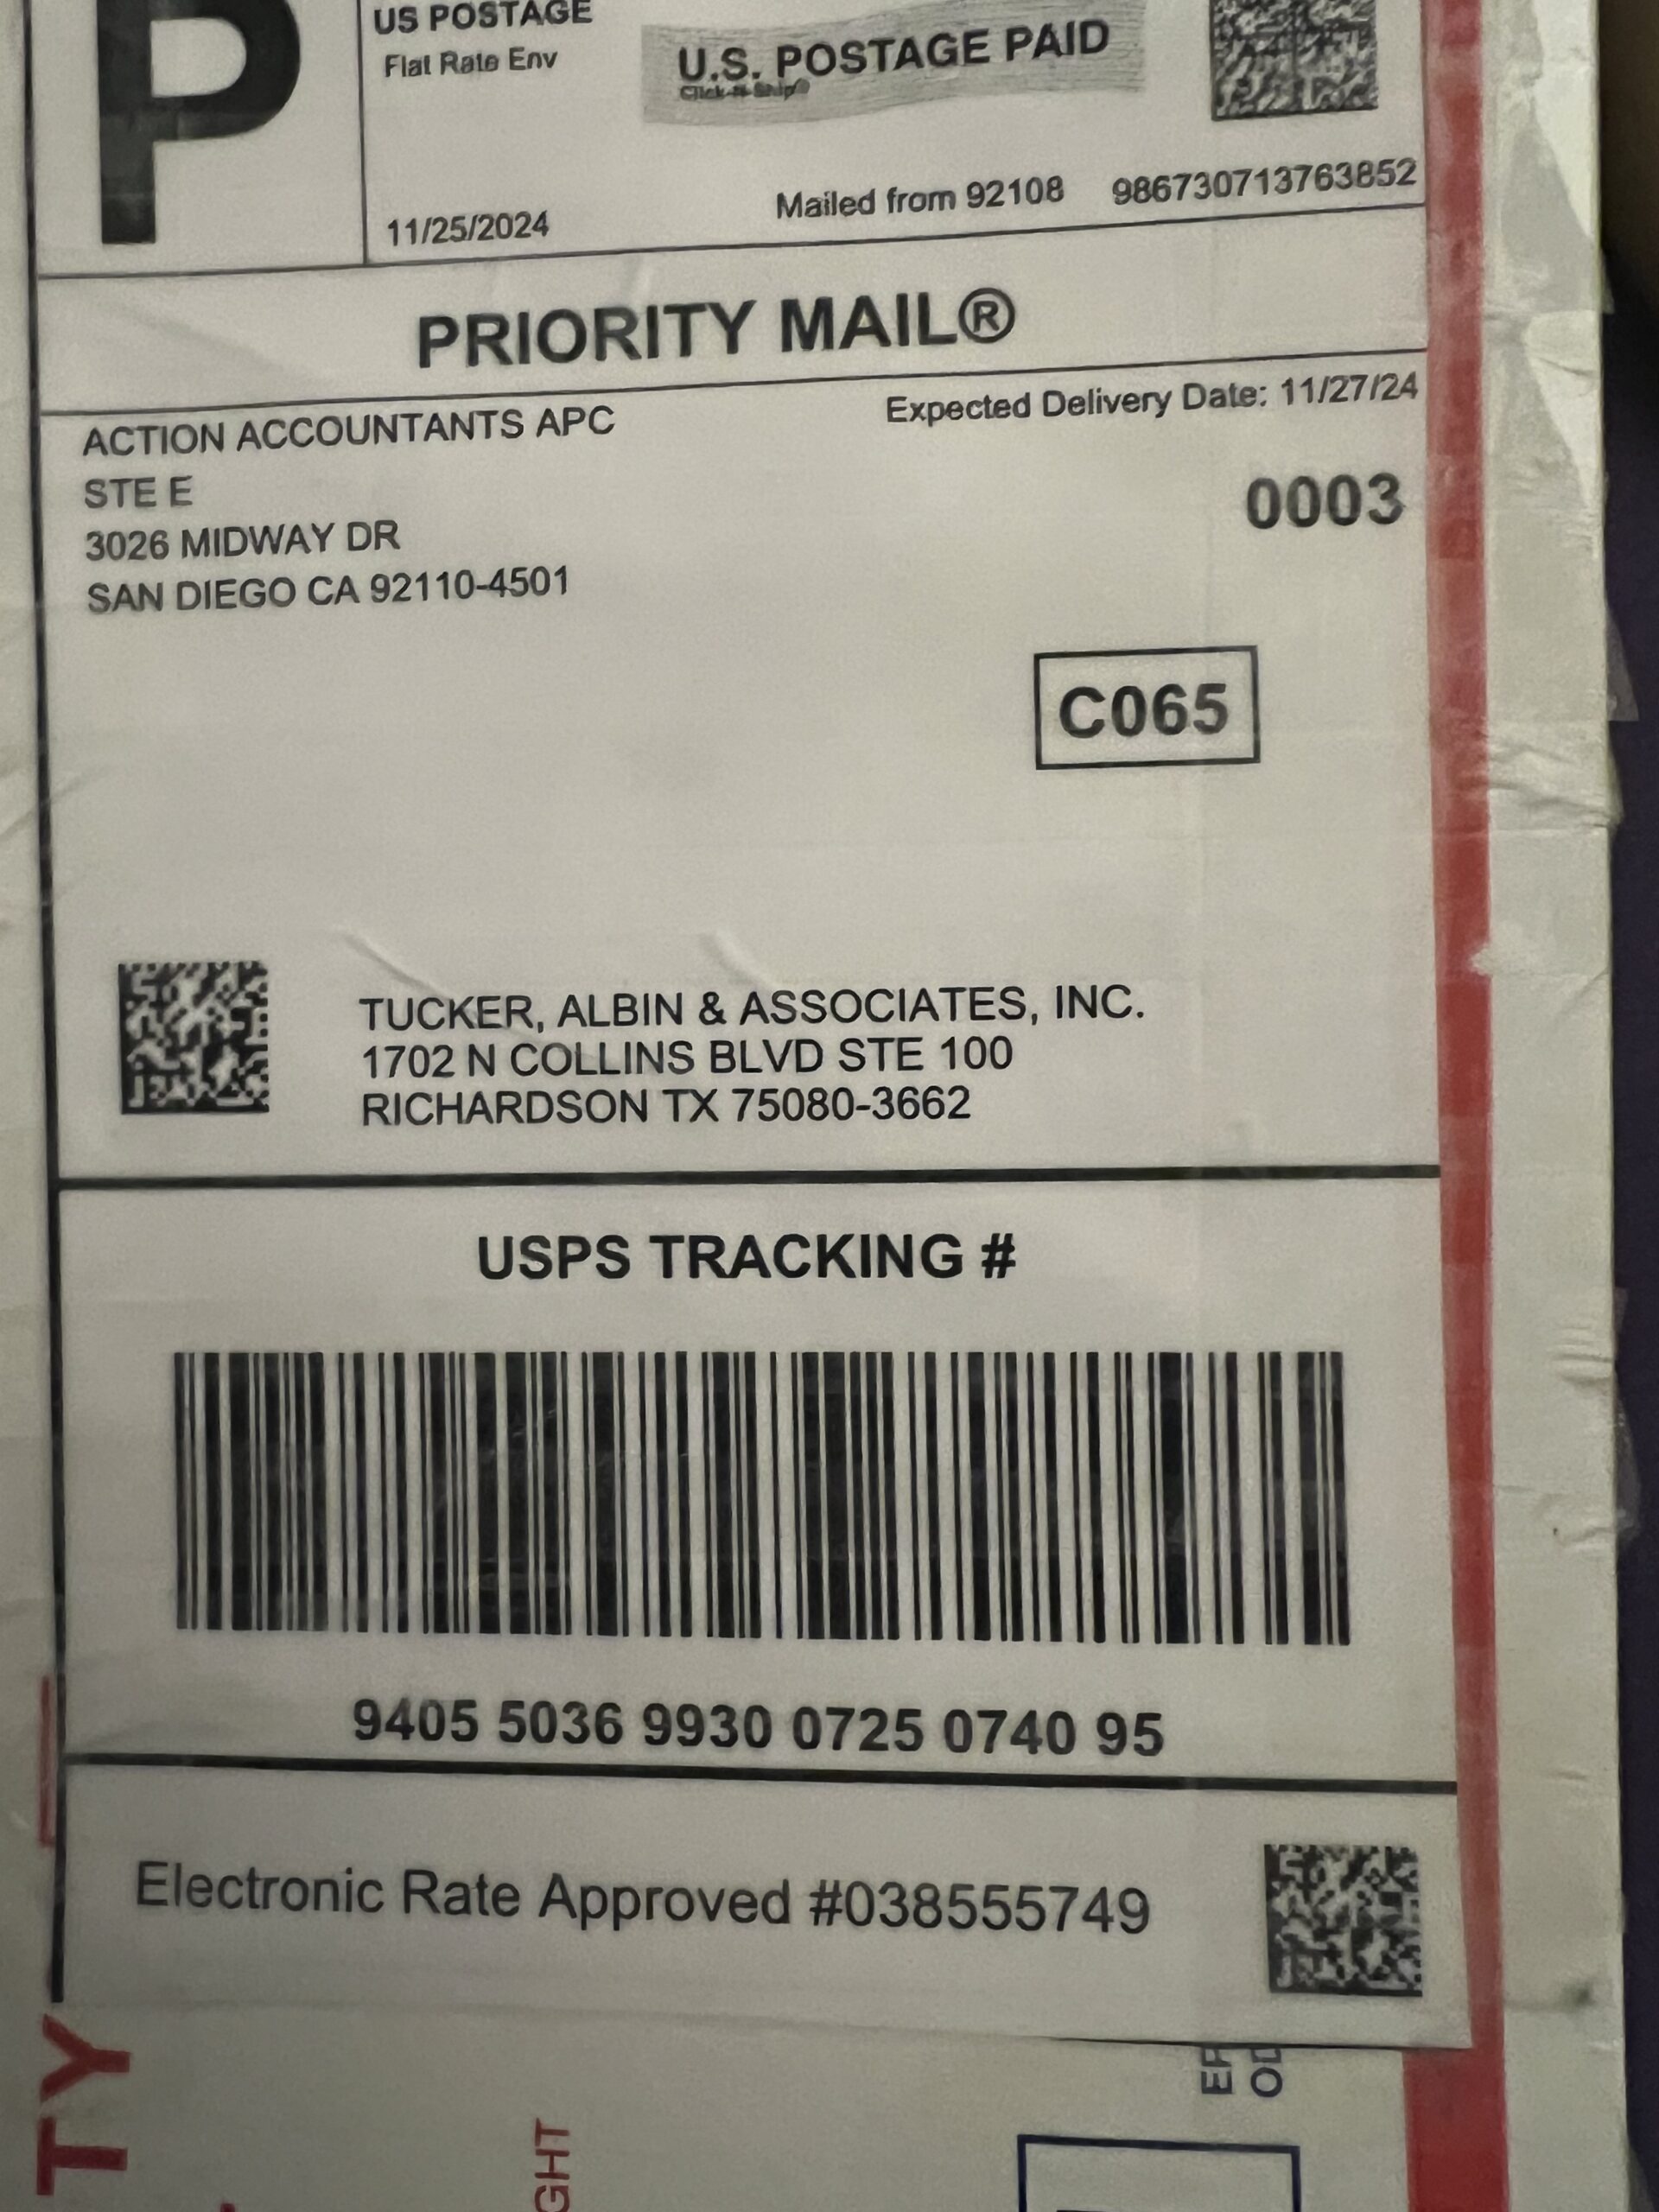 P
US POSTAGE
Flat Rate Env
U.S. POSTAGE PAID
Click-N-Ship®
11/25/2024
Mailed from 92108 986730713763852
PRIORITY MAIL®
Expected Delivery Date: 11/27/24
ACTION ACCOUNTANTS APC
STE E
3026 MIDWAY DR
SAN DIEGO CA 92110-4501
0003
C065
TUCKER, ALBIN & ASSOCIATES, INC.
1702 N COLLINS BLVD STE 100
RICHARDSON TX 75080-3662
USPS TRACKING #
9405 5036 9930 0725 0740 95
Electronic Rate Approved #038555749
TY
GHT